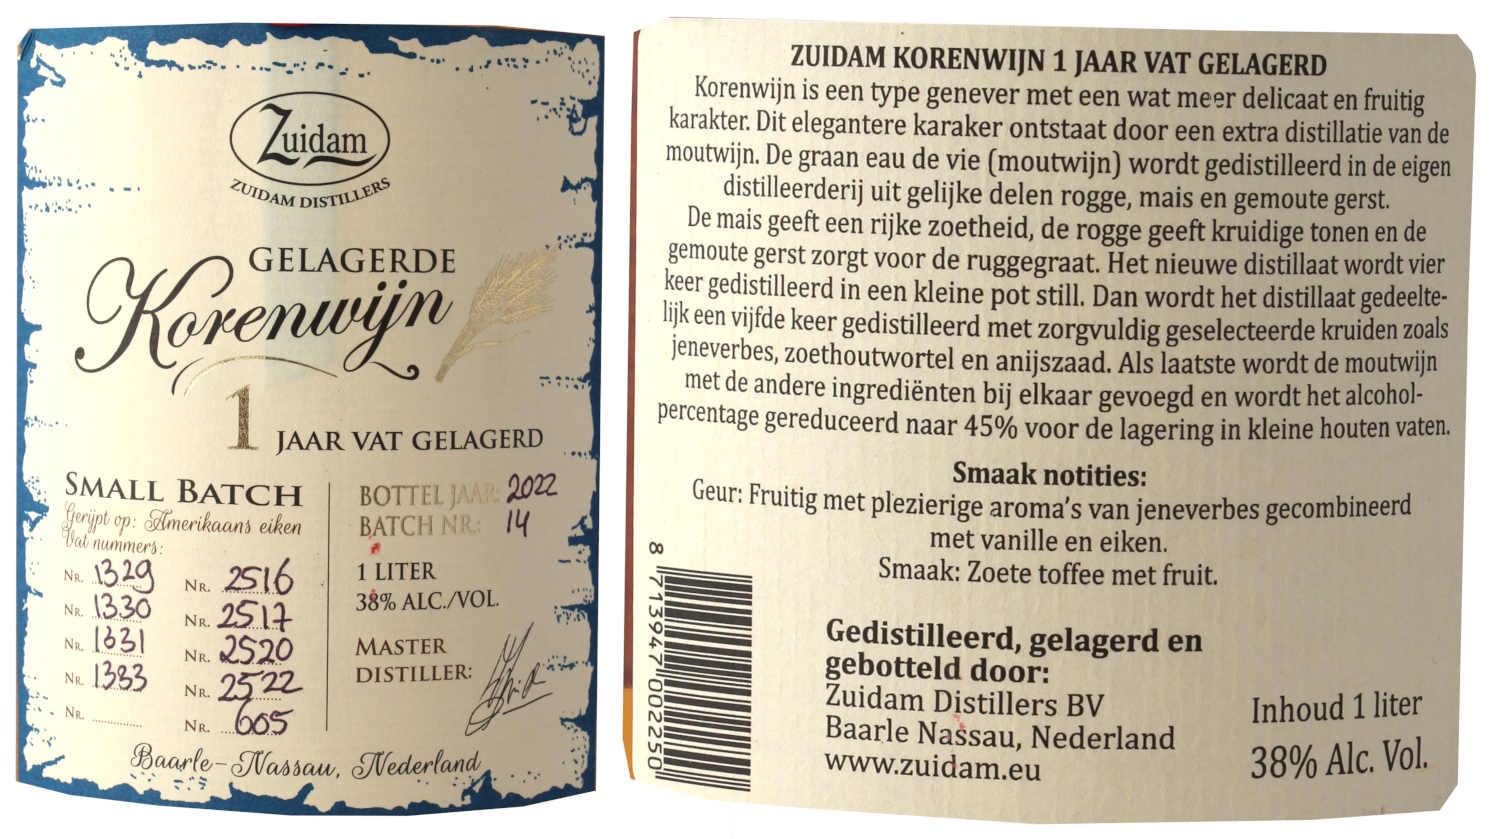 Zuidam
ZUIDAM DISTILLERS
GELAGERDE
Korenwijn
1 JAAR VAT GELAGERD
SMALL BATCH
Gerijpt op: Amerikaans eiken
Vat nummers:
NR. 1329 NR. 2516
NR. 1330 NR. 2517
NR. 1331 NR. 2520
NR. 1333 NR. 2522
NR. NR. 605
BOTTEL JAAR: 2022
BATCH NR.: 14
1 LITER
38% ALC./VOL.
MASTER
DISTILLER:
Baarle-Nassau, Nederland
ZUIDAM KORENWIJN 1 JAAR VAT GELAGERD
Korenwijn is een type genever met een wat meer delicaat en fruitig
karakter. Dit elegantere karaker ontstaat door een extra distillatie van de
moutwijn. De graan eau de vie (moutwijn) wordt gedistilleerd in de eigen
distilleerderij uit gelijke delen rogge, mais en gemoute gerst.
De mais geeft een rijke zoetheid, de rogge geeft kruidige tonen en de
gemoute gerst zorgt voor de ruggegraat. Het nieuwe distillaat wordt vier
keer gedistilleerd in een kleine pot still. Dan wordt het distillaat gedeelte-
lijk een vijfde keer gedistilleerd met zorgvuldig geselecteerde kruiden zoals
jeneverbes, zoethoutwortel en anijszaad. Als laatste wordt de moutwijn
met de andere ingrediënten bij elkaar gevoegd en wordt het alcohol-
percentage gereduceerd naar 45% voor de lagering in kleine houten vaten.
Smaak notities:
Geur: Fruitig met plezierige aroma's van jeneverbes gecombineerd
met vanille en eiken.
Smaak: Zoete toffee met fruit.
8 713947 002250
Gedistilleerd, gelagerd en
gebotteld door:
Zuidam Distillers BV
Baarle Nassau, Nederland
www.zuidam.eu
Inhoud 1 liter
38% Alc. Vol.